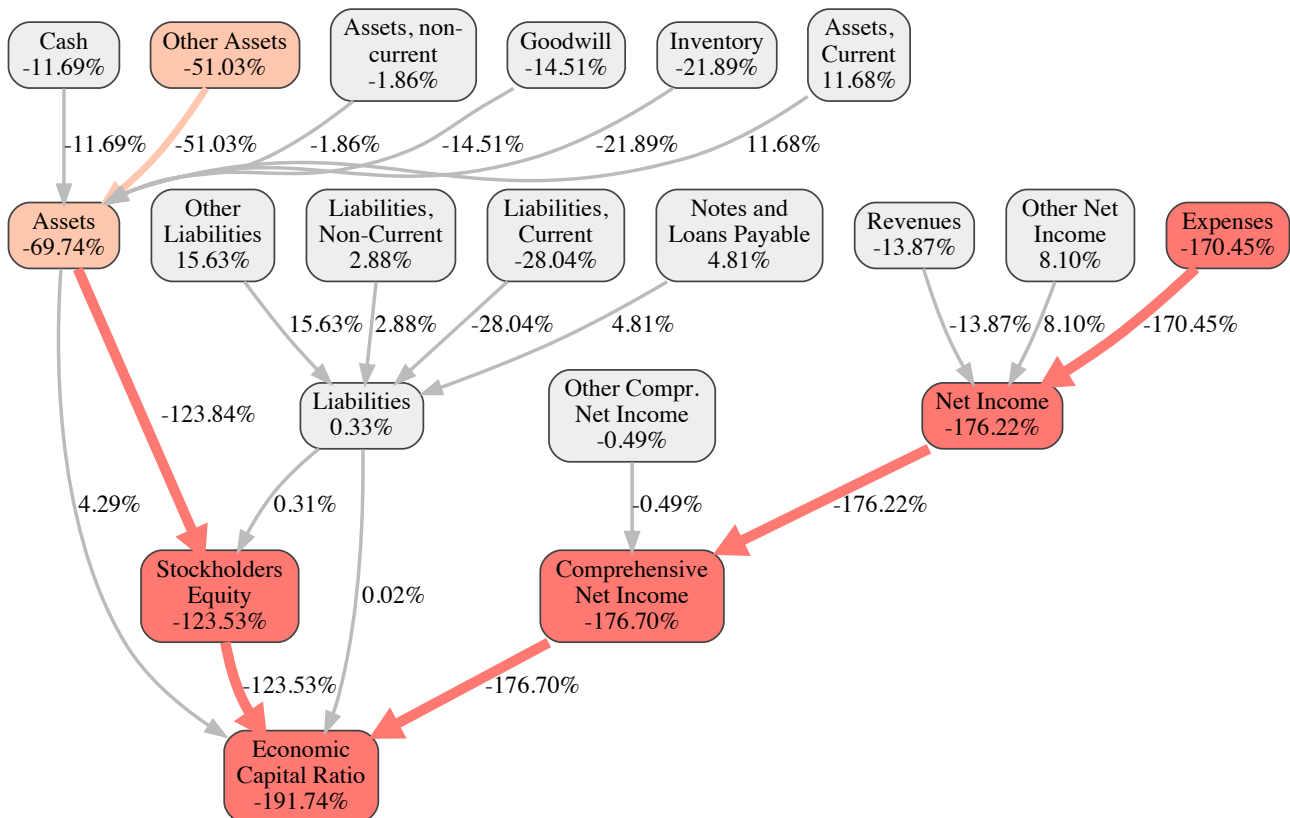 Cash
-11.69%
Other Assets
-51.03%
Assets, non-
current
-1.86%
Goodwill
-14.51%
Inventory
-21.89%
Assets,
Current
11.68%
-11.69%
-51.03%
-1.86%
-14.51%
-21.89%
11.68%
Assets
-69.74%
Other
Liabilities
15.63%
Liabilities,
Non-Current
2.88%
Liabilities,
Current
-28.04%
Notes and
Loans Payable
4.81%
Revenues
-13.87%
Other Net
Income
8.10%
Expenses
-170.45%
15.63%
2.88%
-28.04%
4.81%
-13.87%
8.10%
-170.45%
-123.84%
Liabilities
0.33%
Other Compr.
Net Income
-0.49%
Net Income
-176.22%
4.29%
0.31%
-0.49%
-176.22%
Stockholders
Equity
-123.53%
0.02%
Comprehensive
Net Income
-176.70%
-123.53%
-176.70%
Economic
Capital Ratio
-191.74%